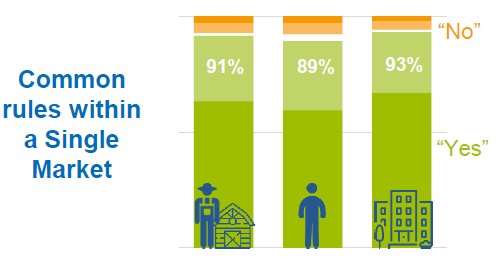 Common
rules within
a Single
Market
91%
89%
93%
“No”
“Yes”